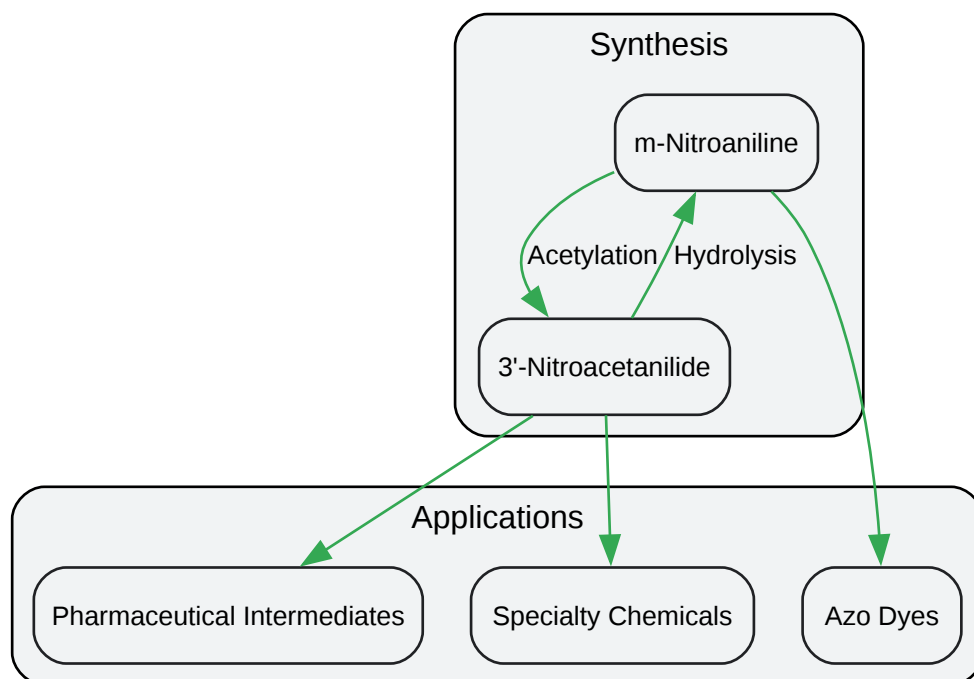 Synthesis
m-Nitroaniline
Acetylation
Hydrolysis
3'-Nitroacetanilide
Applications
Pharmaceutical Intermediates
Specialty Chemicals
Azo Dyes